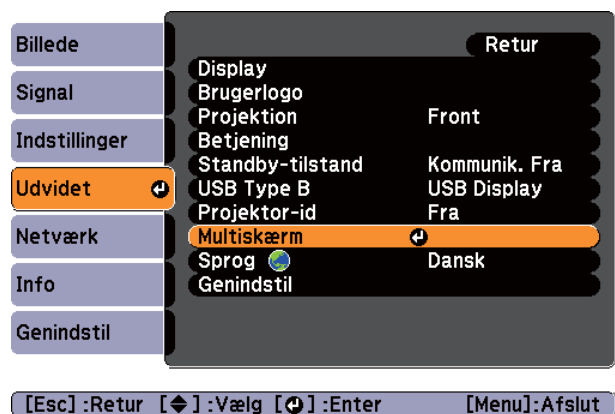 Billede
Signal
Indstillinger
Udvidet
Netværk
Info
Genindstil
Retur
Display
Brugerlogo
Projektion Front
Betjening
Standby-tilstand Kommunik. Fra
USB Type B USB Display
Projektor-id Fra
Multiskærm
Sprog Dansk
Genindstil
[Esc] :Retur [ ] :Vælg [ ] :Enter [Menu]:Afslut